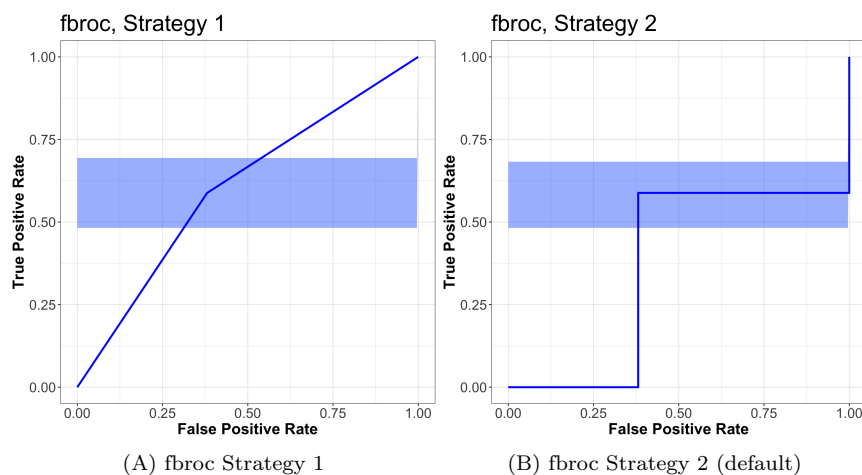 fbroc, Strategy 1
True Positive Rate
1.00
0.75
0.50
0.25
0.00
0.00 0.25 0.50 0.75 1.00
False Positive Rate
(A) fbroc Strategy 1
fbroc, Strategy 2
True Positive Rate
1.00
0.75
0.50
0.25
0.00
0.00 0.25 0.50 0.75 1.00
False Positive Rate
(B) fbroc Strategy 2 (default)